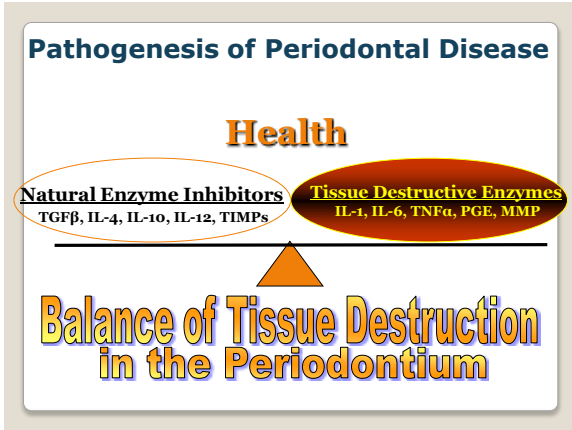 Pathogenesis of Periodontal Disease
Health
Natural Enzyme Inhibitors
TGFβ, IL-4, IL-10, IL-12, TIMPs
Tissue Destructive Enzymes
IL-1, IL-6, TNFα, PGE, MMP
Balance of Tissue Destruction
in the Periodontium